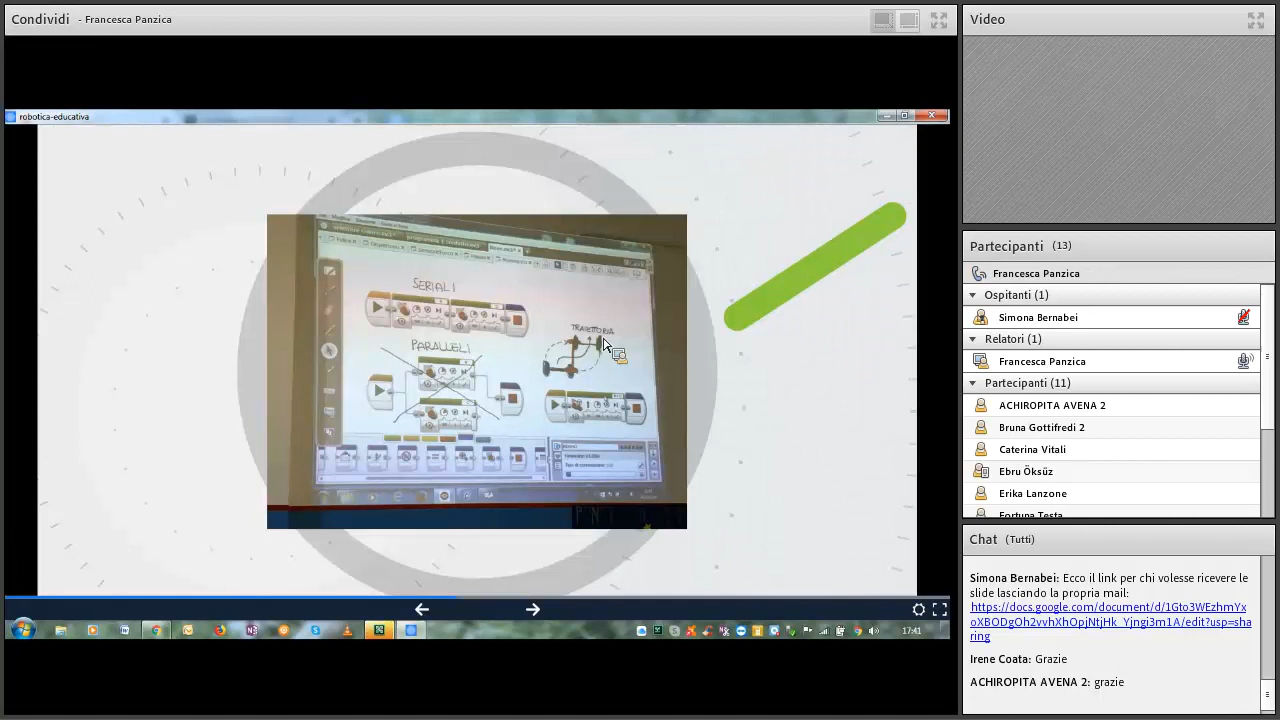 Condividi - Francesca Panzica
robotica-educativa
SERIALI
TRAIETTORIA
PARALLELI
17:41
Video
Partecipanti (13)
Francesca Panzica
Ospitanti (1)
Simona Bernabei
Relatori (1)
Francesca Panzica
Partecipanti (11)
ACHIROPITA AVENA 2
Bruna Gottifredi 2
Caterina Vitali
Ebru Öksüz
Erika Lanzone
Fortuna Testa
Chat (Tutti)
Simona Bernabei: Ecco il link per chi volesse ricevere le
slide lasciando la propria mail:
https://docs.google.com/document/d/1Gto3WEzhmYx
oXBODgOh2vvhXhOpjNtjHk_Yjngi3m1A/edit?usp=sha
ring
Irene Coata: Grazie
ACHIROPITA AVENA 2: grazie